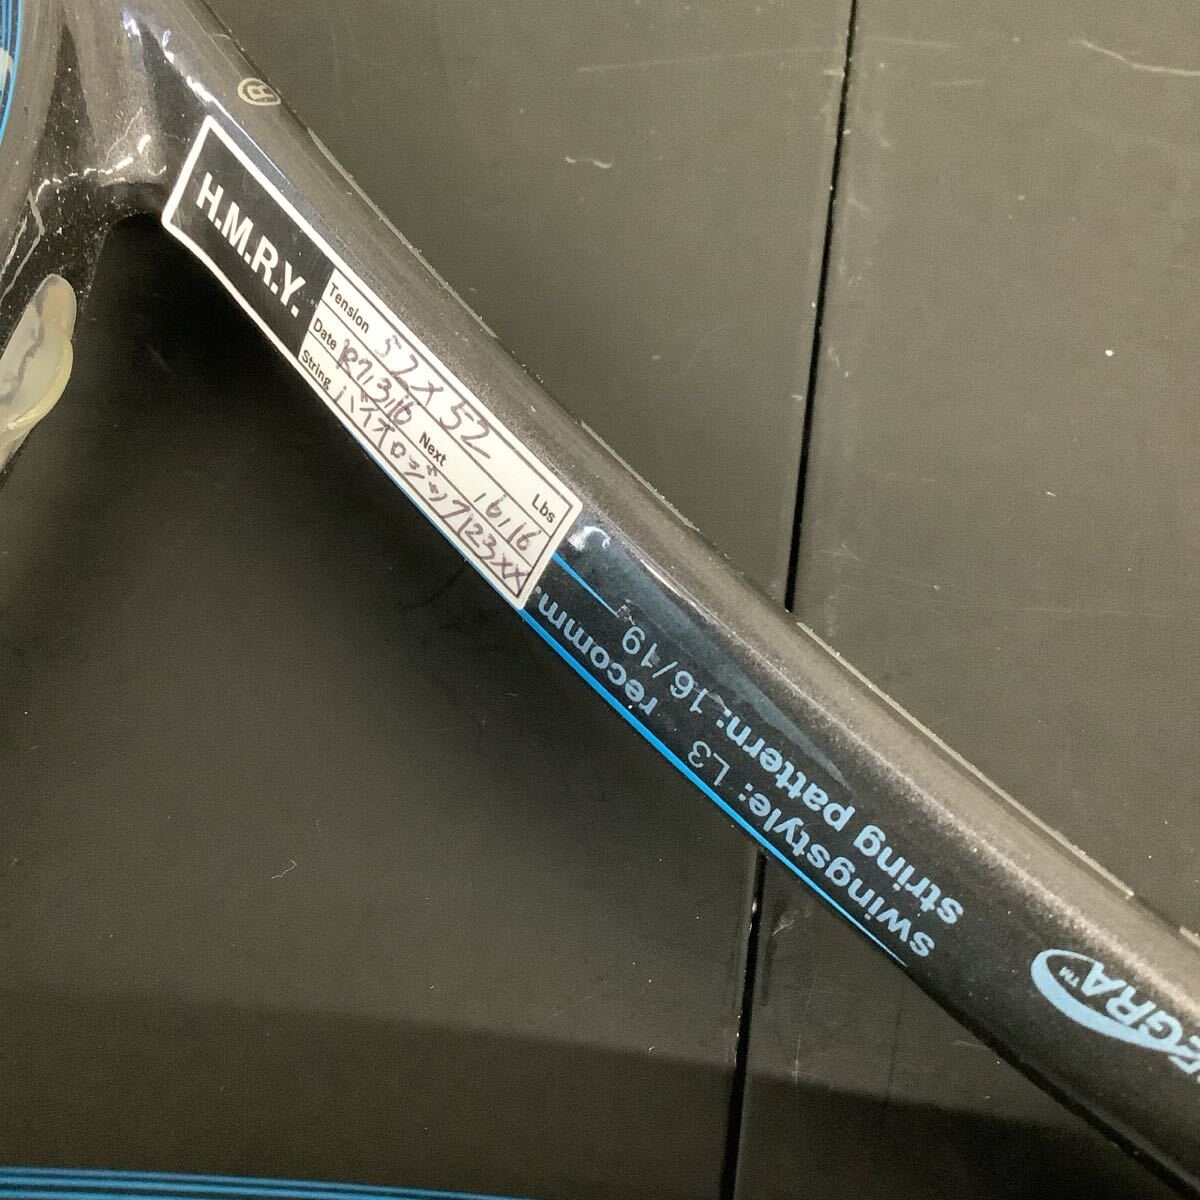 ®
H.M.R.Y.
Tension 52×52 Lbs
Date R7,3,16 Next 16,16
String バイオロジック123XX
recomm.
string pattern: 16/19
swingstyle: L3
EGRA™